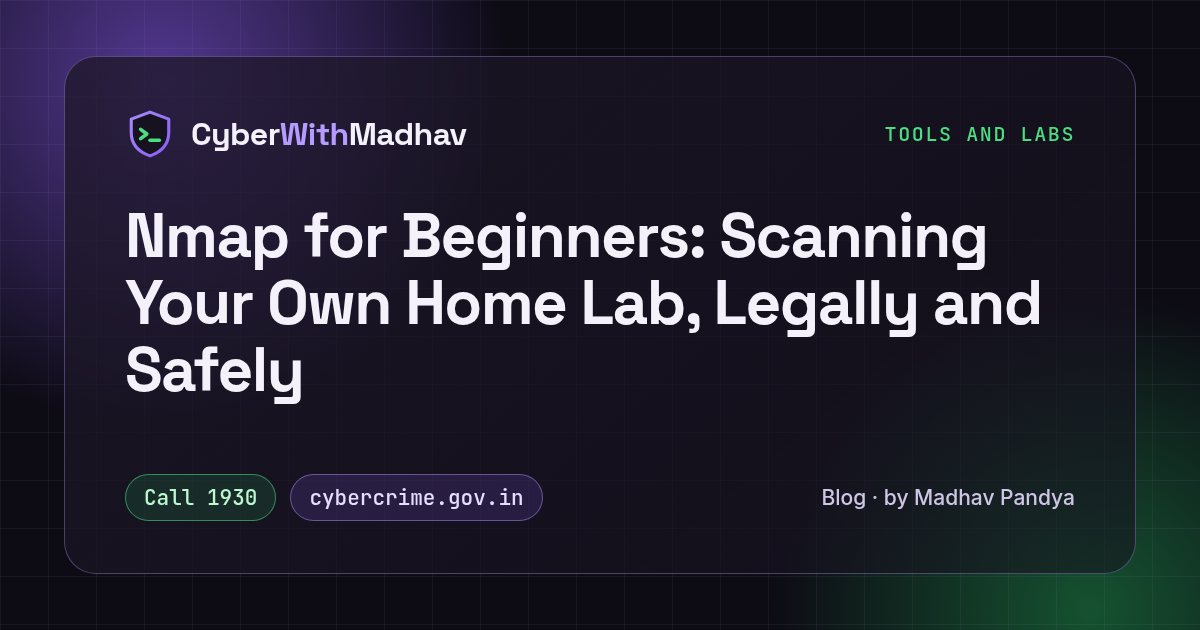 CyberWithMadhav
TOOLS AND LABS
Nmap for Beginners: Scanning
Your Own Home Lab, Legally and
Safely
Call 1930
cybercrime.gov.in
Blog · by Madhav Pandya